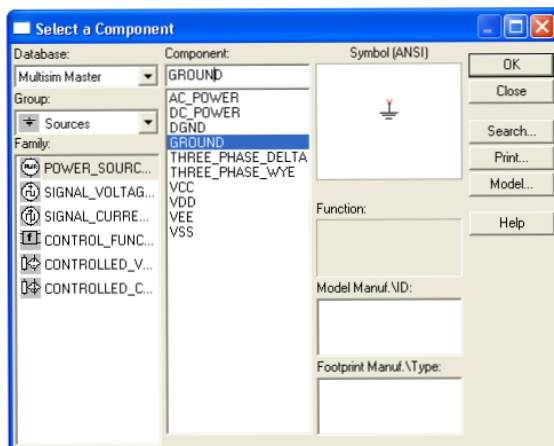 Select a Component
Database:
Multisim Master
Group:
Sources
Family:
POWER_SOURC...
SIGNAL_VOLTAG...
SIGNAL_CURRE...
CONTROL_FUNC...
CONTROLLED_V...
CONTROLLED_C...
Component:
GROUND
AC_POWER
DC_POWER
DGND
GROUND
THREE_PHASE_DELTA
THREE_PHASE_WYE
VCC
VDD
VEE
VSS
Symbol (ANSI)
Function:
Model Manuf.\ID:
Footprint Manuf.\Type:
OK
Close
Search...
Print...
Model...
Help